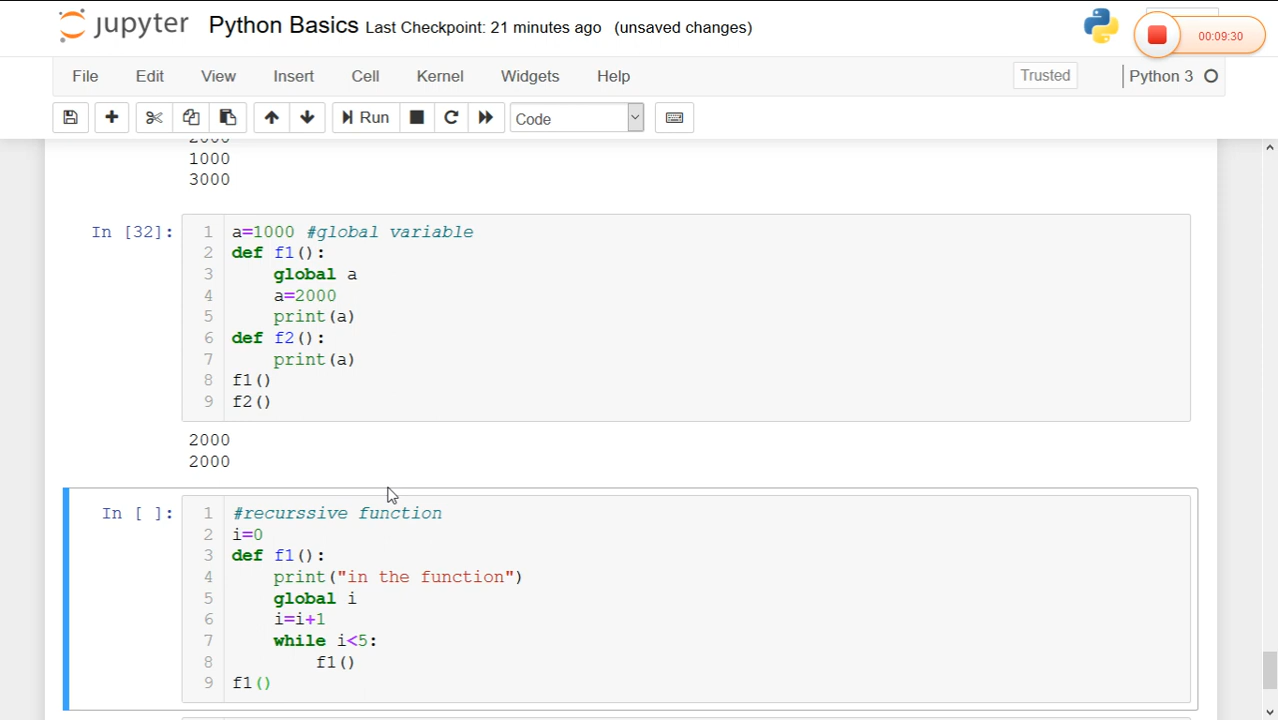 jupyter Python Basics Last Checkpoint: 21 minutes ago (unsaved changes)
00:09:30
File Edit View Insert Cell Kernel Widgets Help Trusted Python 3
Run Code
2000
1000
3000
In [32]: 1 a=1000 #global variable
2 def f1():
3 global a
4 a=2000
5 print(a)
6 def f2():
7 print(a)
8 f1()
9 f2()
2000
2000
In [ ]: 1 #recurssive function
2 i=0
3 def f1():
4 print("in the function")
5 global i
6 i=i+1
7 while i<5:
8 f1()
9 f1()